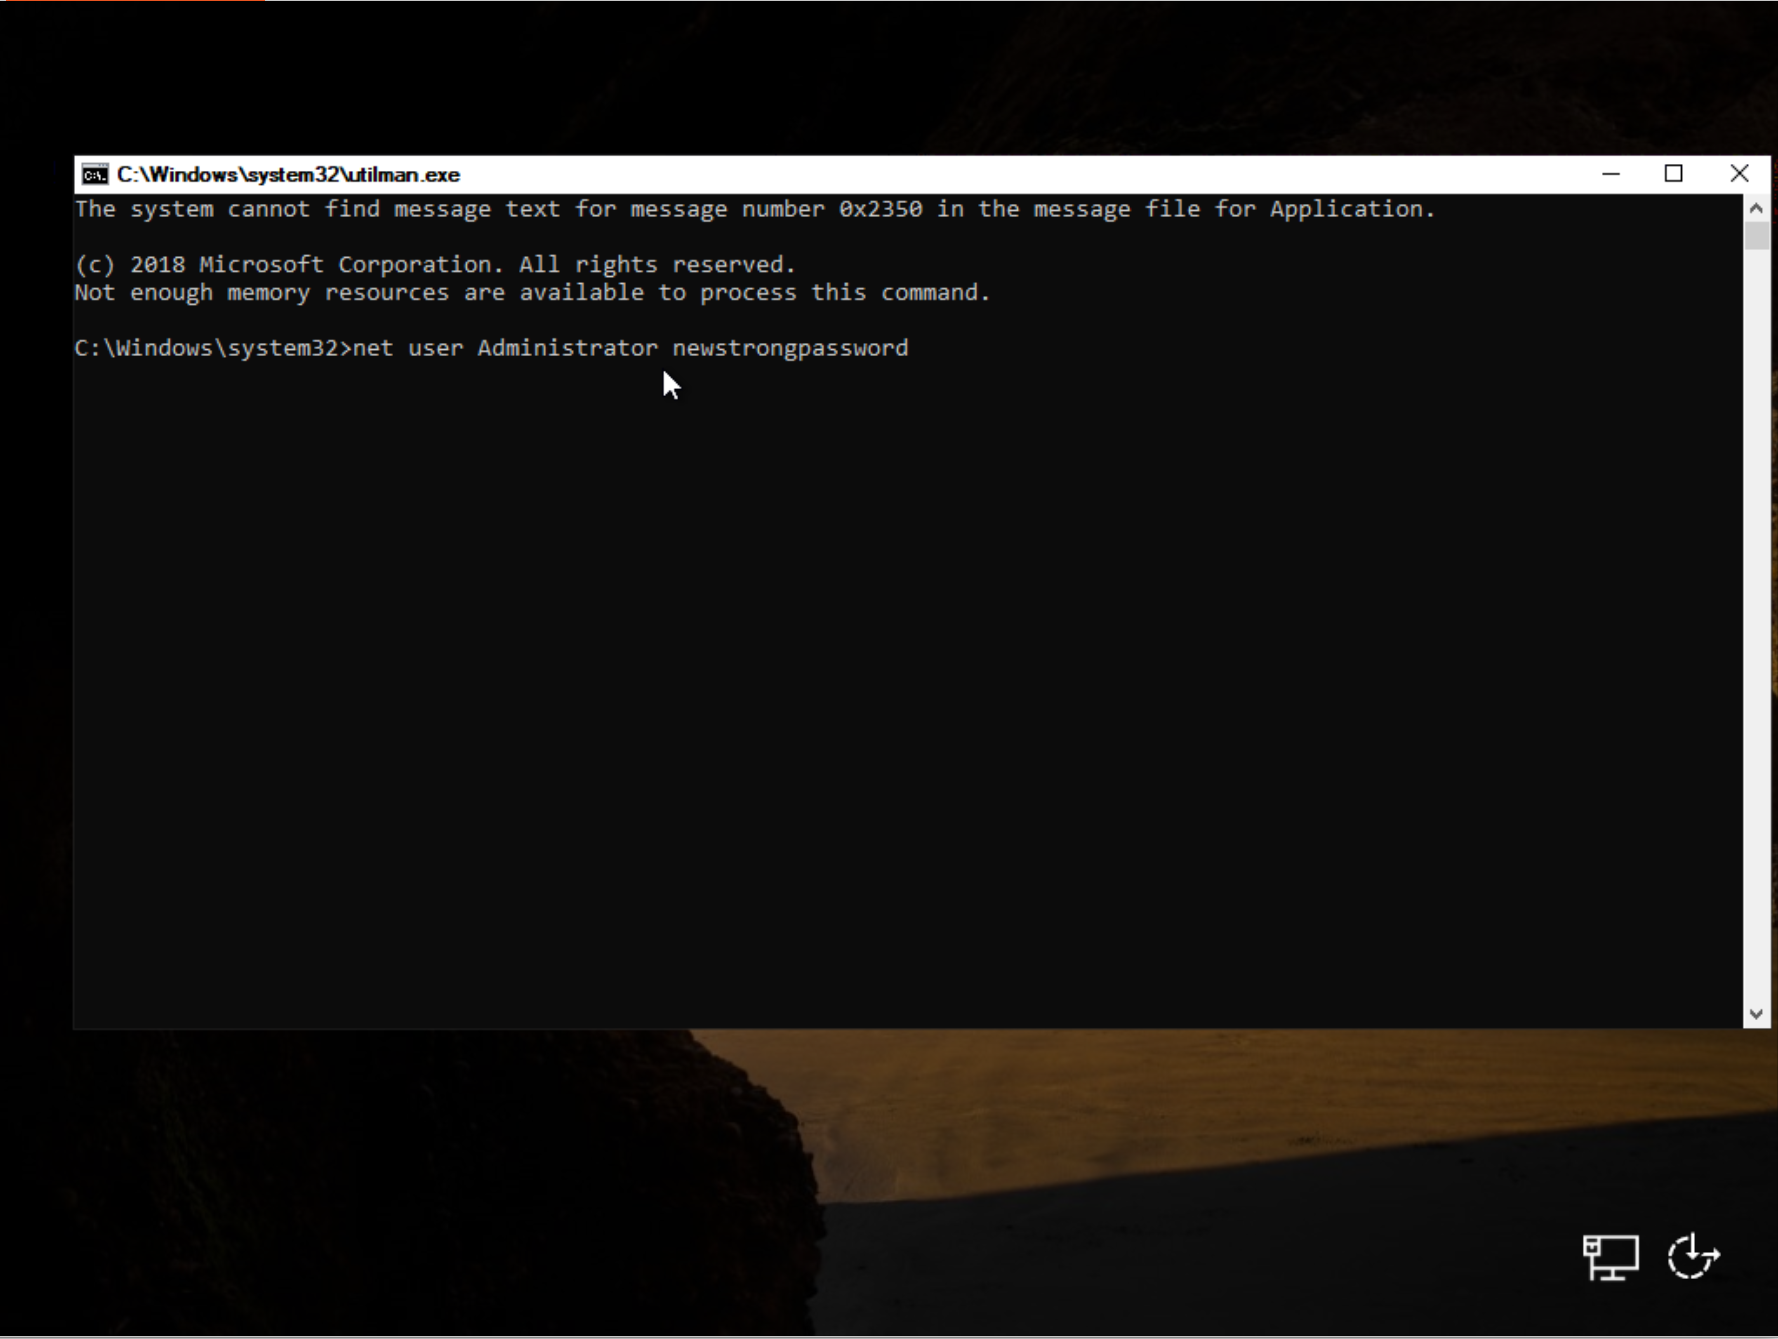 C:\Windows\system32\utilman.exe
The system cannot find message text for message number 0x2350 in the message file for Application.
(c) 2018 Microsoft Corporation. All rights reserved.
Not enough memory resources are available to process this command.
C:\Windows\system32>net user Administrator newstrongpassword